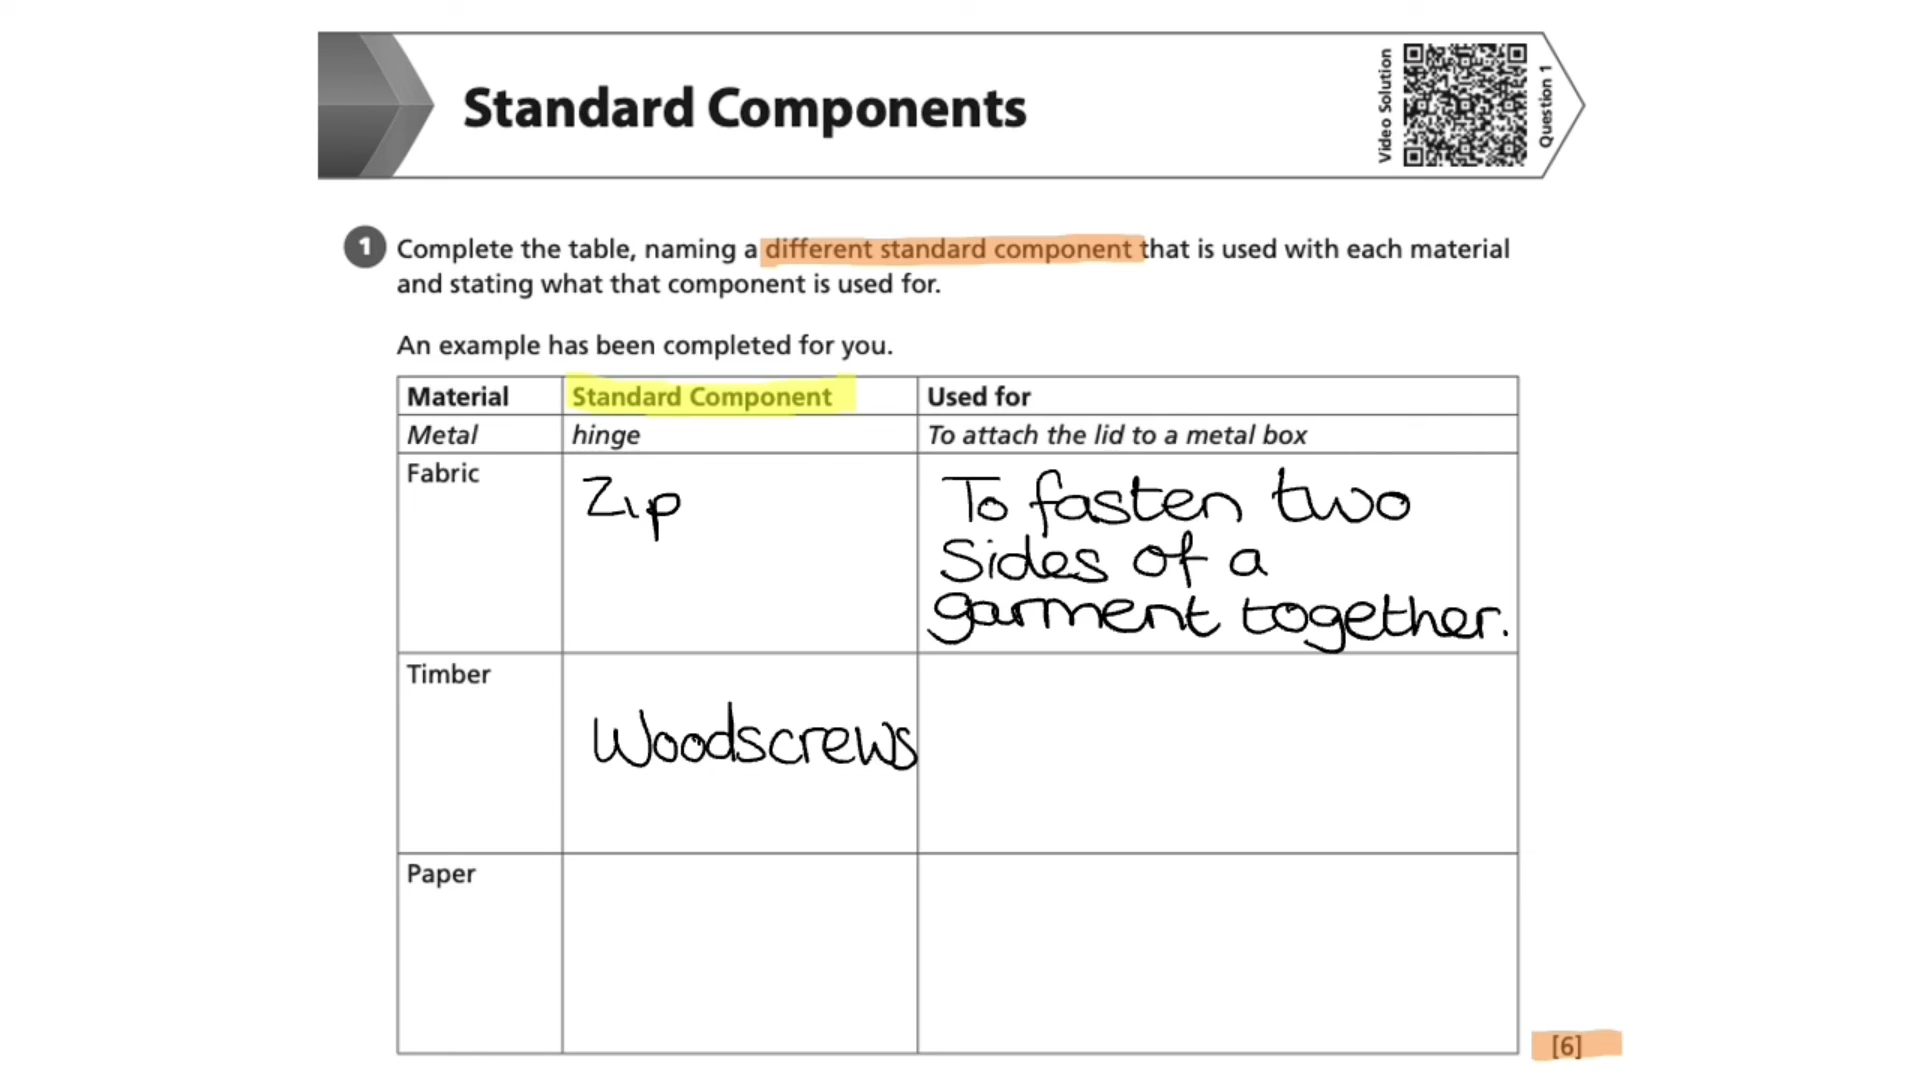 Standard Components
Video Solution
Question 1
1 Complete the table, naming a different standard component that is used with each material
and stating what that component is used for.
An example has been completed for you.
Material Standard Component Used for
Metal hinge To attach the lid to a metal box
Fabric
Zip
To fasten two
sides of a
garment together.
Timber
Woodscrews
Paper
[6]